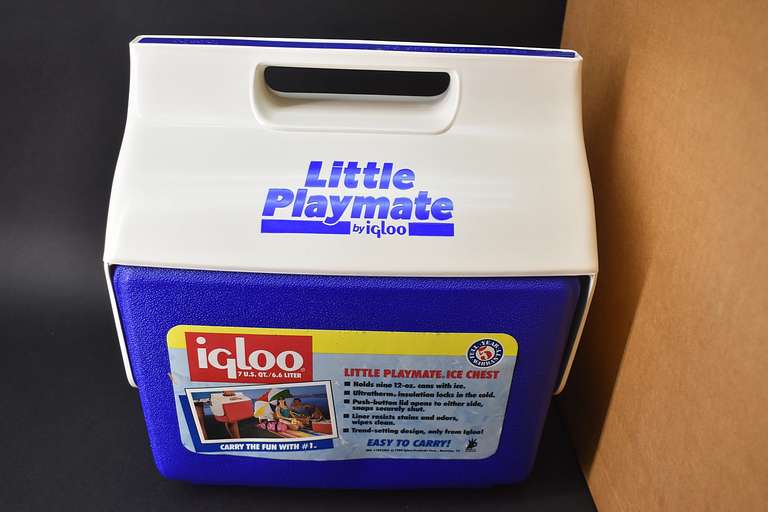 Little
Playmate
by igloo
igloo
7 U.S. QT./6.6 LITER
FULL-YEAR
WARRANTY
LITTLE PLAYMATE. ICE CHEST
Holds nine 12-oz. cans with ice.
Ultratherm. insulation locks in the cold.
Push-button lid opens to either side,
snaps securely shut.
Liner resists stains and odors,
wipes clean.
Trend-setting design, only from Igloo!
EASY TO CARRY!
CARRY THE FUN WITH #1.